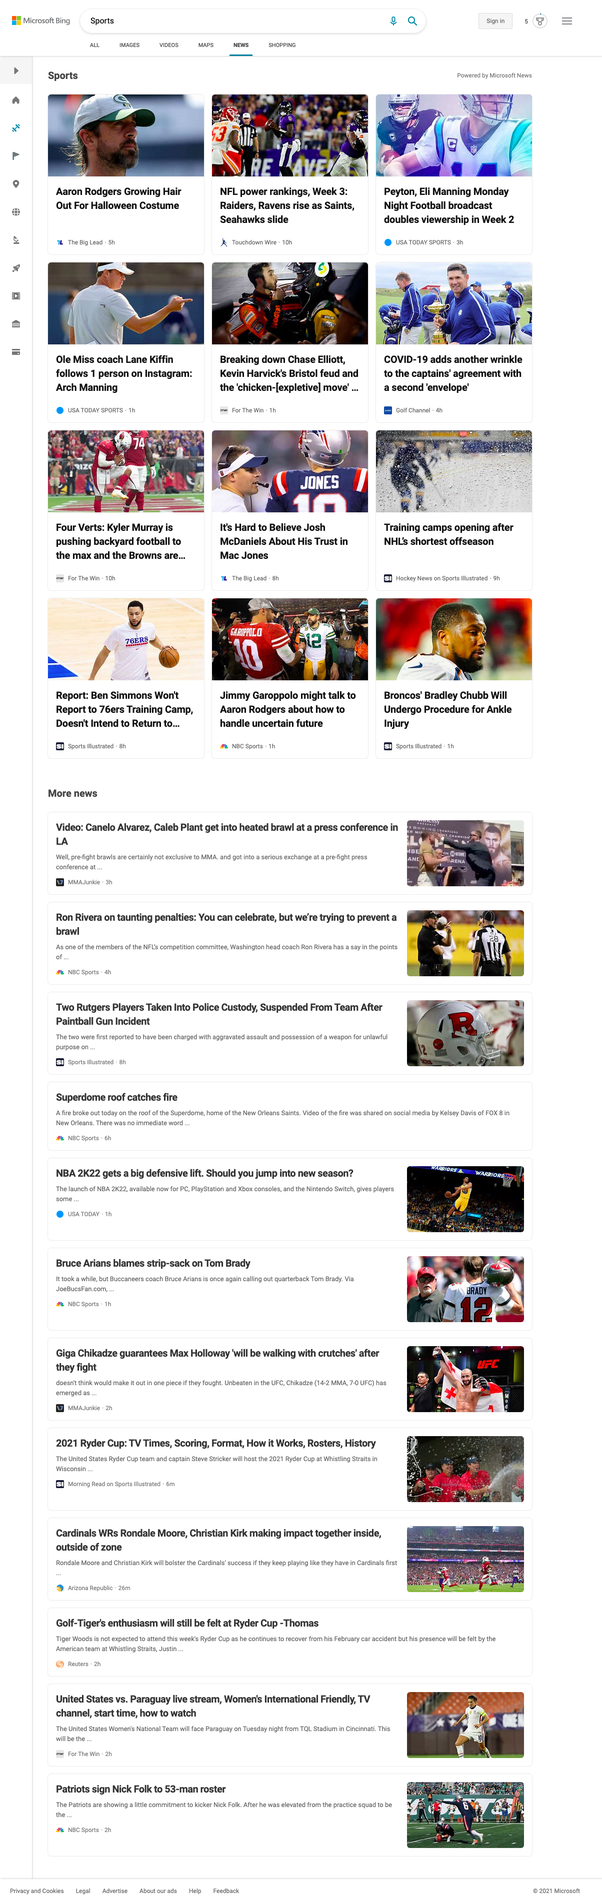 Microsoft Bing
Sports
Sign in
5
ALL IMAGES VIDEOS MAPS NEWS SHOPPING
Sports
Powered by Microsoft News
Aaron Rodgers Growing Hair
Out For Halloween Costume
The Big Lead · 5h
NFL power rankings, Week 3:
Raiders, Ravens rise as Saints,
Seahawks slide
Touchdown Wire · 10h
Peyton, Eli Manning Monday
Night Football broadcast
doubles viewership in Week 2
USA TODAY SPORTS · 3h
Ole Miss coach Lane Kiffin
follows 1 person on Instagram:
Arch Manning
USA TODAY SPORTS · 1h
Breaking down Chase Elliott,
Kevin Harvick's Bristol feud and
the 'chicken-[expletive] move' ...
For The Win · 1h
COVID-19 adds another wrinkle
to the captains' agreement with
a second 'envelope'
Golf Channel · 4h
74
JONES
10
Four Verts: Kyler Murray is
pushing backyard football to
the max and the Browns are...
For The Win · 10h
It's Hard to Believe Josh
McDaniels About His Trust in
Mac Jones
The Big Lead · 8h
Training camps opening after
NHL's shortest offseason
Hockey News on Sports Illustrated · 9h
76ERS
GAROPPOLO
10
12
Report: Ben Simmons Won't
Report to 76ers Training Camp,
Doesn't Intend to Return to...
Sports Illustrated · 8h
Jimmy Garoppolo might talk to
Aaron Rodgers about how to
handle uncertain future
NBC Sports · 1h
Broncos' Bradley Chubb Will
Undergo Procedure for Ankle
Injury
Sports Illustrated · 1h
More news
Video: Canelo Alvarez, Caleb Plant get into heated brawl at a press conference in
LA
Well, pre-fight brawls are certainly not exclusive to MMA. and got into a serious exchange at a pre-fight press
conference at ...
MMAJunkie · 3h
Ron Rivera on taunting penalties: You can celebrate, but we're trying to prevent a
brawl
As one of the members of the NFL's competition committee, Washington head coach Ron Rivera has a say in the points
of ...
NBC Sports · 4h
Two Rutgers Players Taken Into Police Custody, Suspended From Team After
Paintball Gun Incident
The two were first reported to have been charged with aggravated assault and possession of a weapon for unlawful
purpose on ...
Sports Illustrated · 8h
R
Superdome roof catches fire
A fire broke out today on the roof of the Superdome, home of the New Orleans Saints. Video of the fire was shared on social media by Kelsey Davis of FOX 8 in
New Orleans. There was no immediate word ...
NBC Sports · 6h
NBA 2K22 gets a big defensive lift. Should you jump into new season?
The launch of NBA 2K22, available now for PC, PlayStation and Xbox consoles, and the Nintendo Switch, gives players
some ...
USA TODAY · 1h
WARRIORS
Bruce Arians blames strip-sack on Tom Brady
It took a while, but Buccaneers coach Bruce Arians is once again calling out quarterback Tom Brady. Via
JoeBucsFan.com, ...
NBC Sports · 1h
BRADY
12
Giga Chikadze guarantees Max Holloway 'will be walking with crutches' after
they fight
doesn't think would make it out in one piece if they fought. Unbeaten in the UFC, Chikadze (14-2 MMA, 7-0 UFC) has
emerged as ...
MMAJunkie · 2h
UFC
2021 Ryder Cup: TV Times, Scoring, Format, How it Works, Rosters, History
The United States Ryder Cup team and captain Steve Stricker will host the 2021 Ryder Cup at Whistling Straits in
Wisconsin ...
Morning Read on Sports Illustrated · 6m
Cardinals WRs Rondale Moore, Christian Kirk making impact together inside,
outside of zone
Rondale Moore and Christian Kirk will bolster the Cardinals' success if they keep playing like they have in Cardinals first
...
Arizona Republic · 26m
Golf-Tiger's enthusiasm will still be felt at Ryder Cup -Thomas
Tiger Woods is not expected to attend this week's Ryder Cup as he continues to recover from his February car accident but his presence will be felt by the
American team at Whistling Straits, Justin ...
Reuters · 2h
United States vs. Paraguay live stream, Women's International Friendly, TV
channel, start time, how to watch
The United States Women's National Team will face Paraguay on Tuesday night from TQL Stadium in Cincinnati. This
will be the ...
For The Win · 2h
Patriots sign Nick Folk to 53-man roster
The Patriots are showing a little commitment to kicker Nick Folk. After he was elevated from the practice squad to be
the ...
NBC Sports · 2h
Privacy and Cookies Legal Advertise About our ads Help Feedback
© 2021 Microsoft